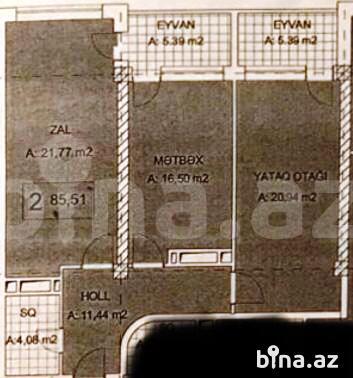 EYVAN
A: 5.39 m2
EYVAN
A: 5.39 m2
ZAL
A: 21,77 m2
MƏTBƏX
A: 16,50 m2
YATAQ OTAĞI
A: 20,94 m2
2 85,51
bina.az
HOLL
A: 11,44 m2
SQ
A: 4,08 m2
bina.az